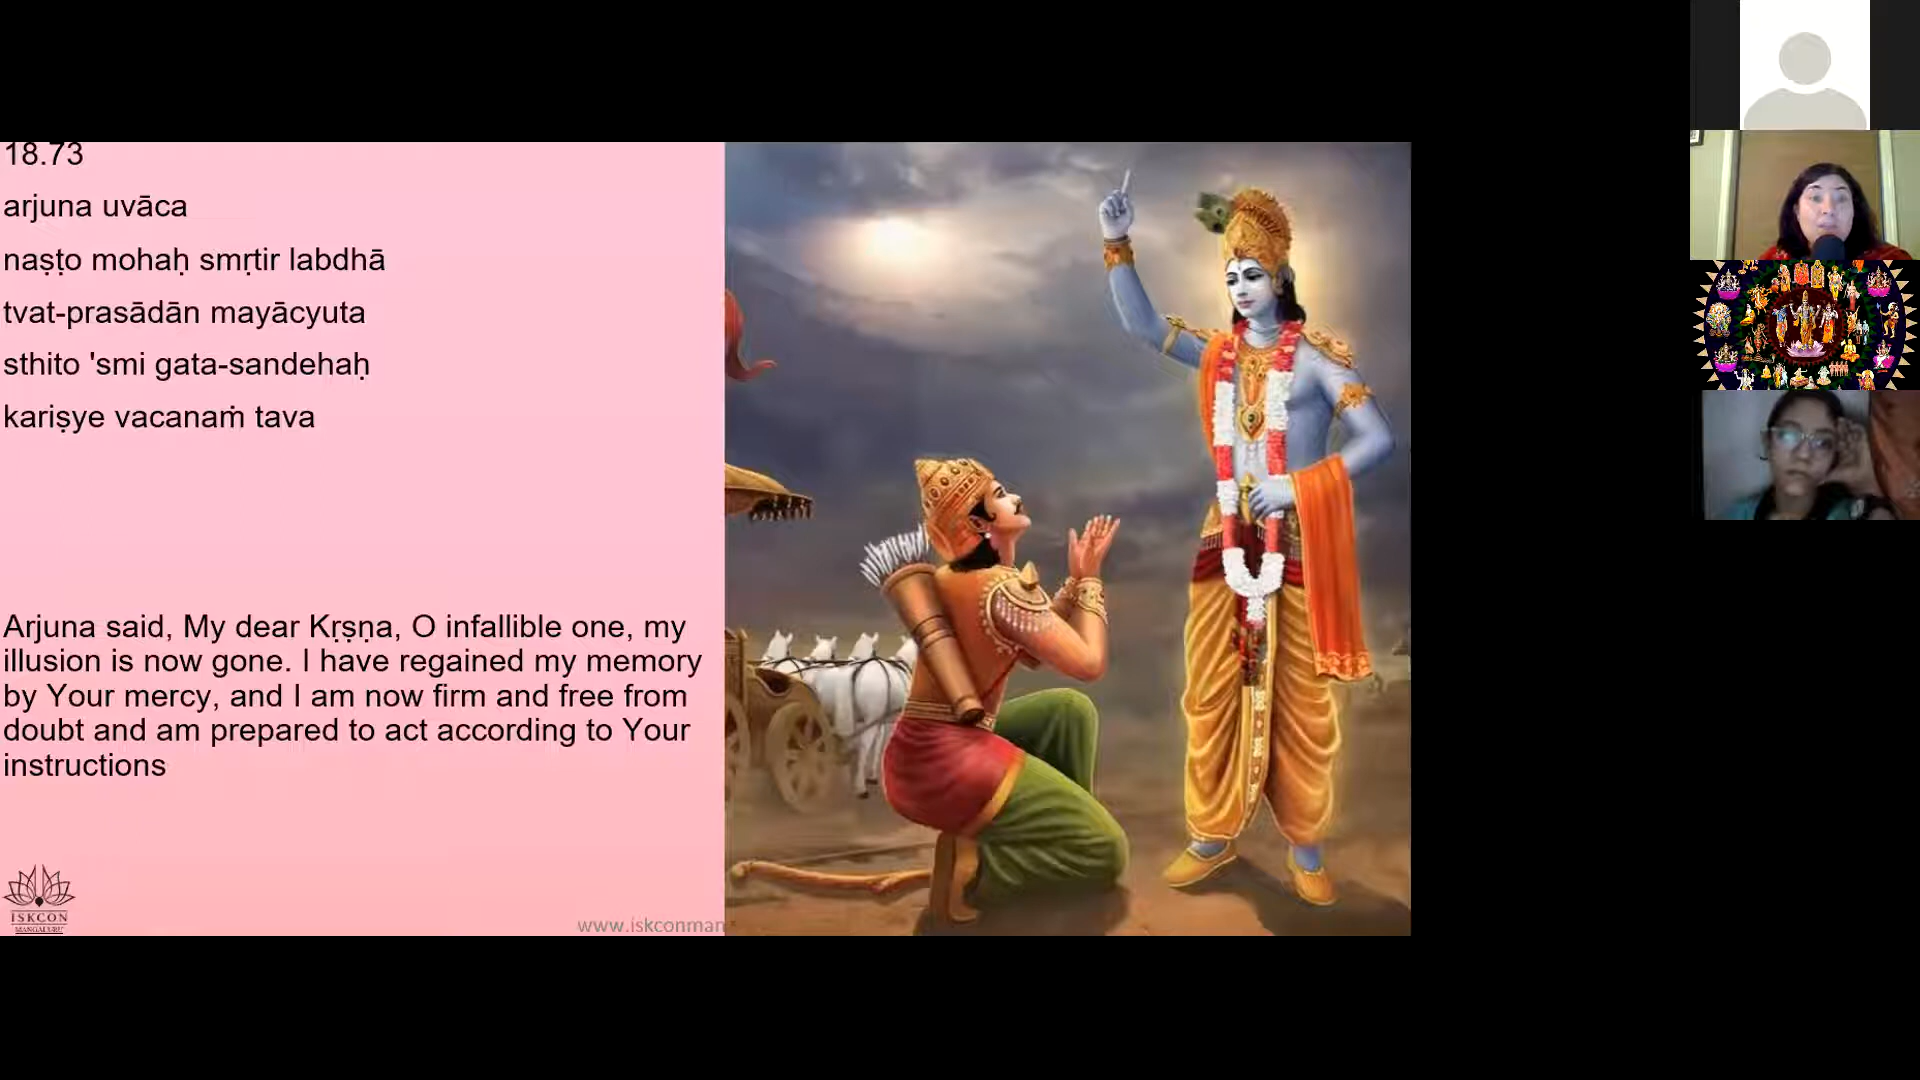 18.73
arjuna uvāca
naṣṭo mohaḥ smṛtir labdhā
tvat-prasādān mayācyuta
sthito 'smi gata-sandehaḥ
kariṣye vacanaṁ tava
Arjuna said, My dear Kṛṣṇa, O infallible one, my
illusion is now gone. I have regained my memory
by Your mercy, and I am now firm and free from
doubt and am prepared to act according to Your
instructions
ISKCON
MANGALURU
www.iskconman